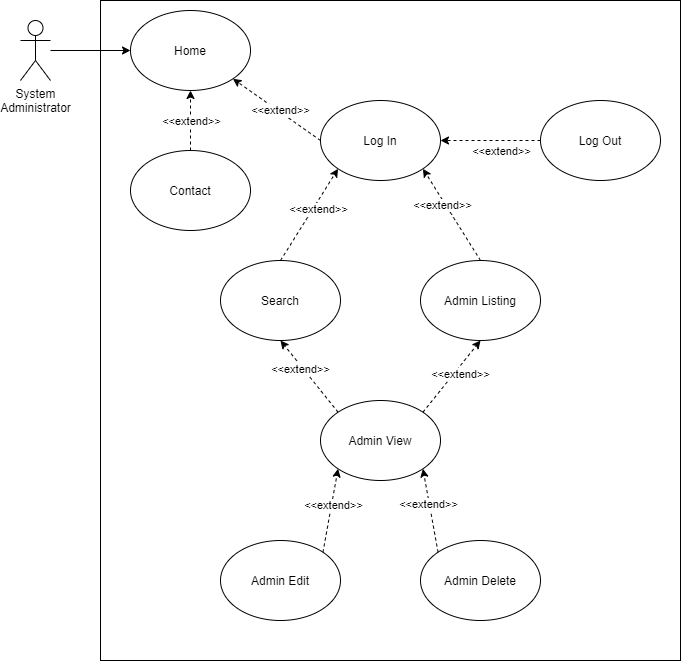 Home
System
Administrator
<<extend>>
<<extend>>
Log In
Log Out
<<extend>>
Contact
<<extend>>
<<extend>>
Search
Admin Listing
<<extend>>
<<extend>>
Admin View
<<extend>>
<<extend>>
Admin Edit
Admin Delete